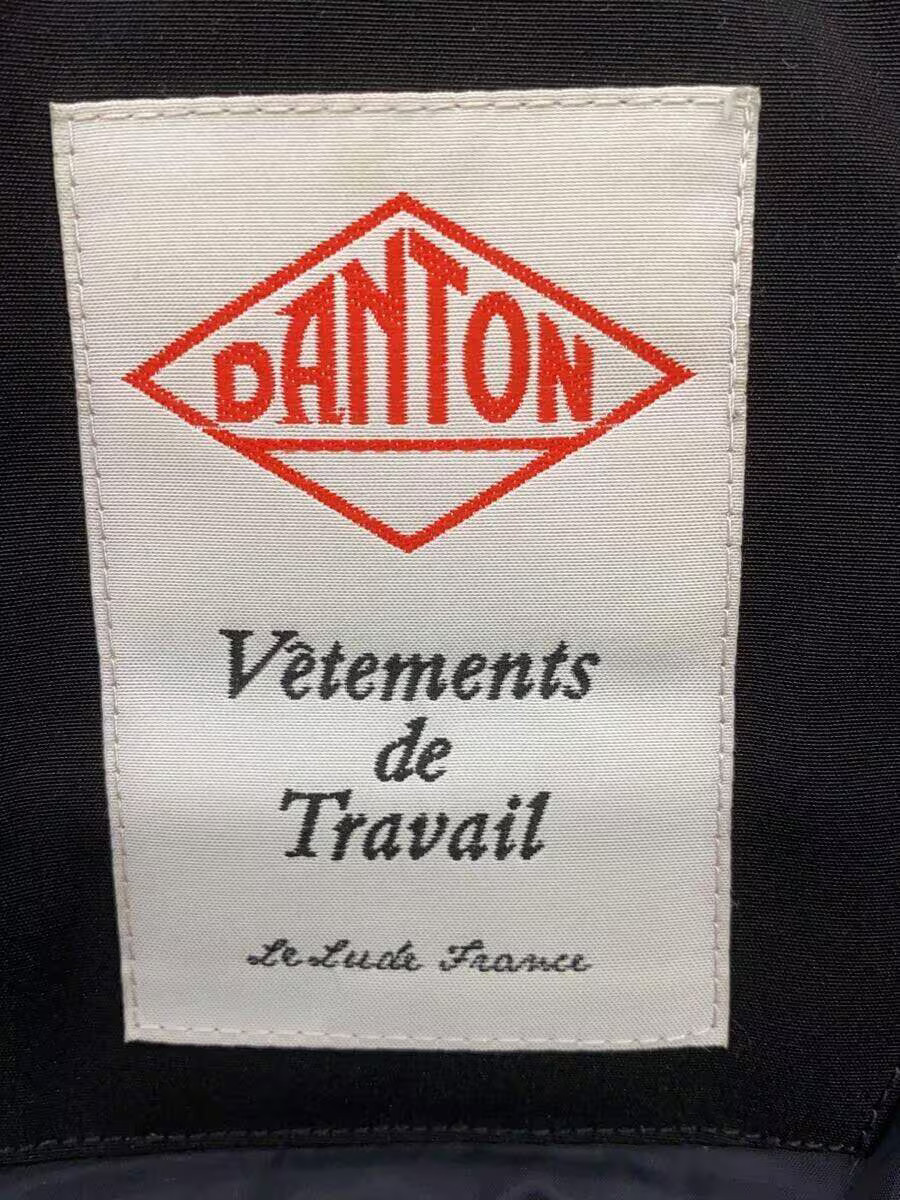 DANTON
Vêtements
de
Travail
Le Lude France